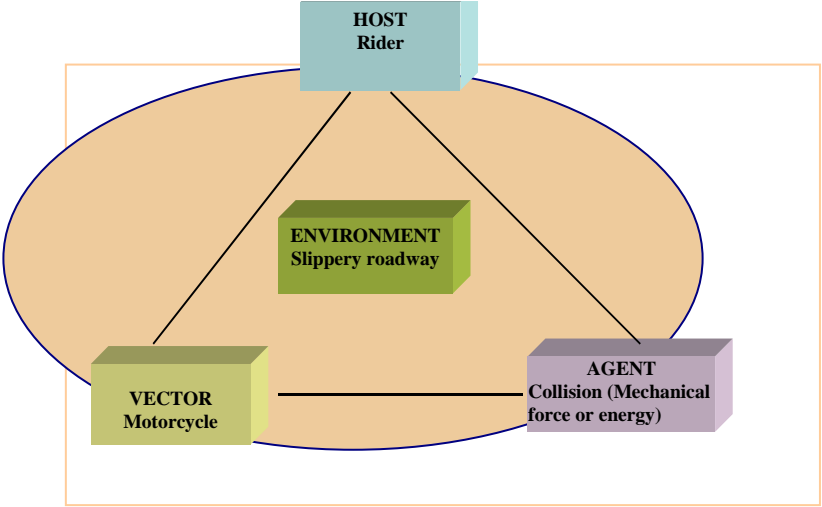 HOST
Rider
ENVIRONMENT
Slippery roadway
VECTOR
Motorcycle
AGENT
Collision (Mechanical
force or energy)